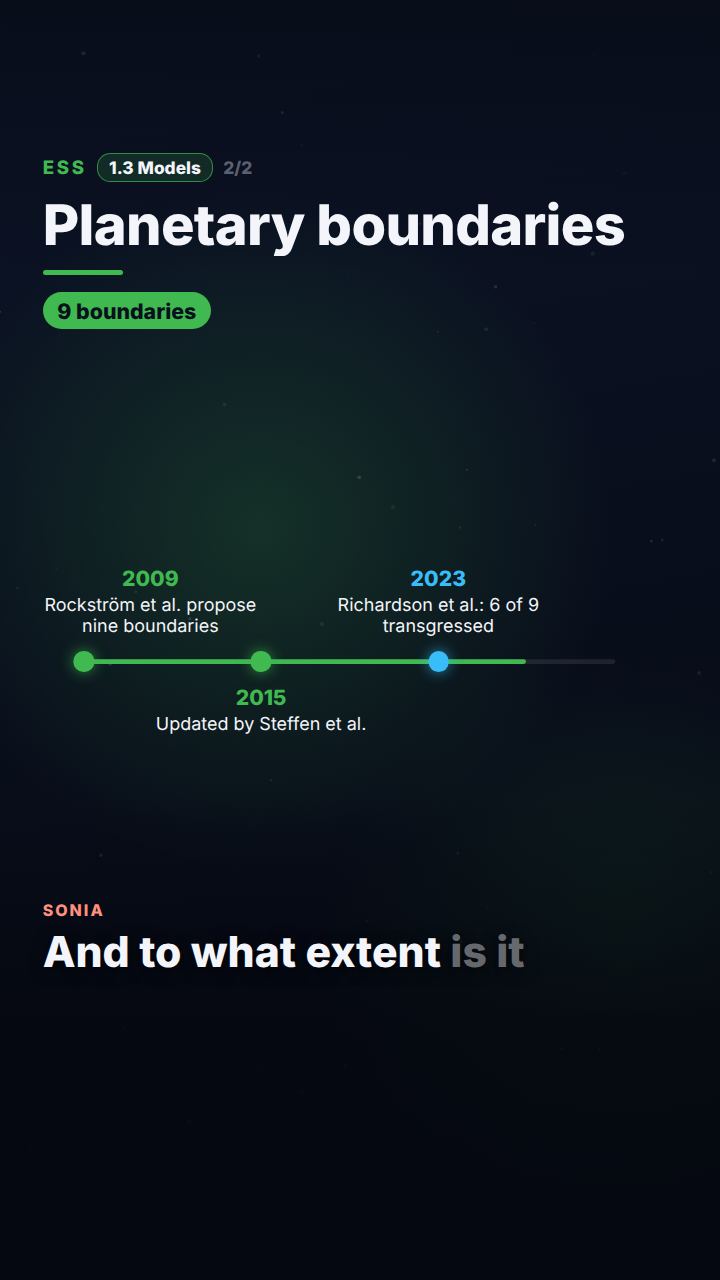 ESS 1.3 Models 2/2
Planetary boundaries
9 boundaries
2009
Rockström et al. propose
nine boundaries
2023
Richardson et al.: 6 of 9
transgressed
2015
Updated by Steffen et al.
SONIA
And to what extent is it